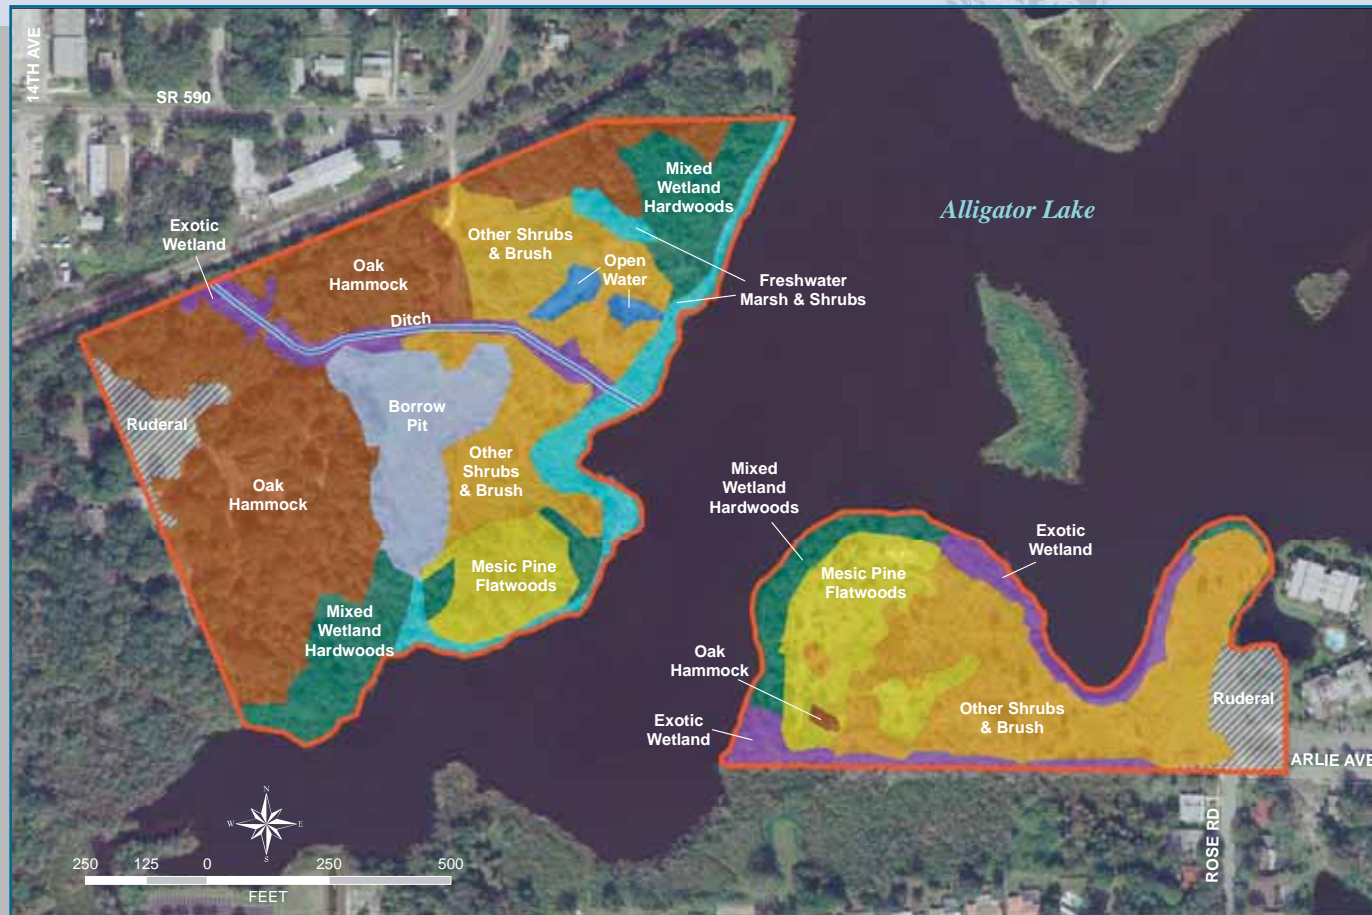 14TH AVE
SR 590
Mixed
Wetland
Hardwoods
Alligator Lake
Exotic
Wetland
Other Shrubs
& Brush
Open
Water
Oak
Hammock
Freshwater
Marsh & Shrubs
Ditch
Borrow
Pit
Ruderal
Other
Shrubs
& Brush
Oak
Hammock
Mixed
Wetland
Hardwoods
Exotic
Wetland
Mesic Pine
Flatwoods
Mesic Pine
Flatwoods
Mixed
Wetland
Hardwoods
Oak
Hammock
Ruderal
Other Shrubs
& Brush
Exotic
Wetland
ARLIE AVE
ROSE RD
N
W
E
S
250 125 0 250 500
FEET